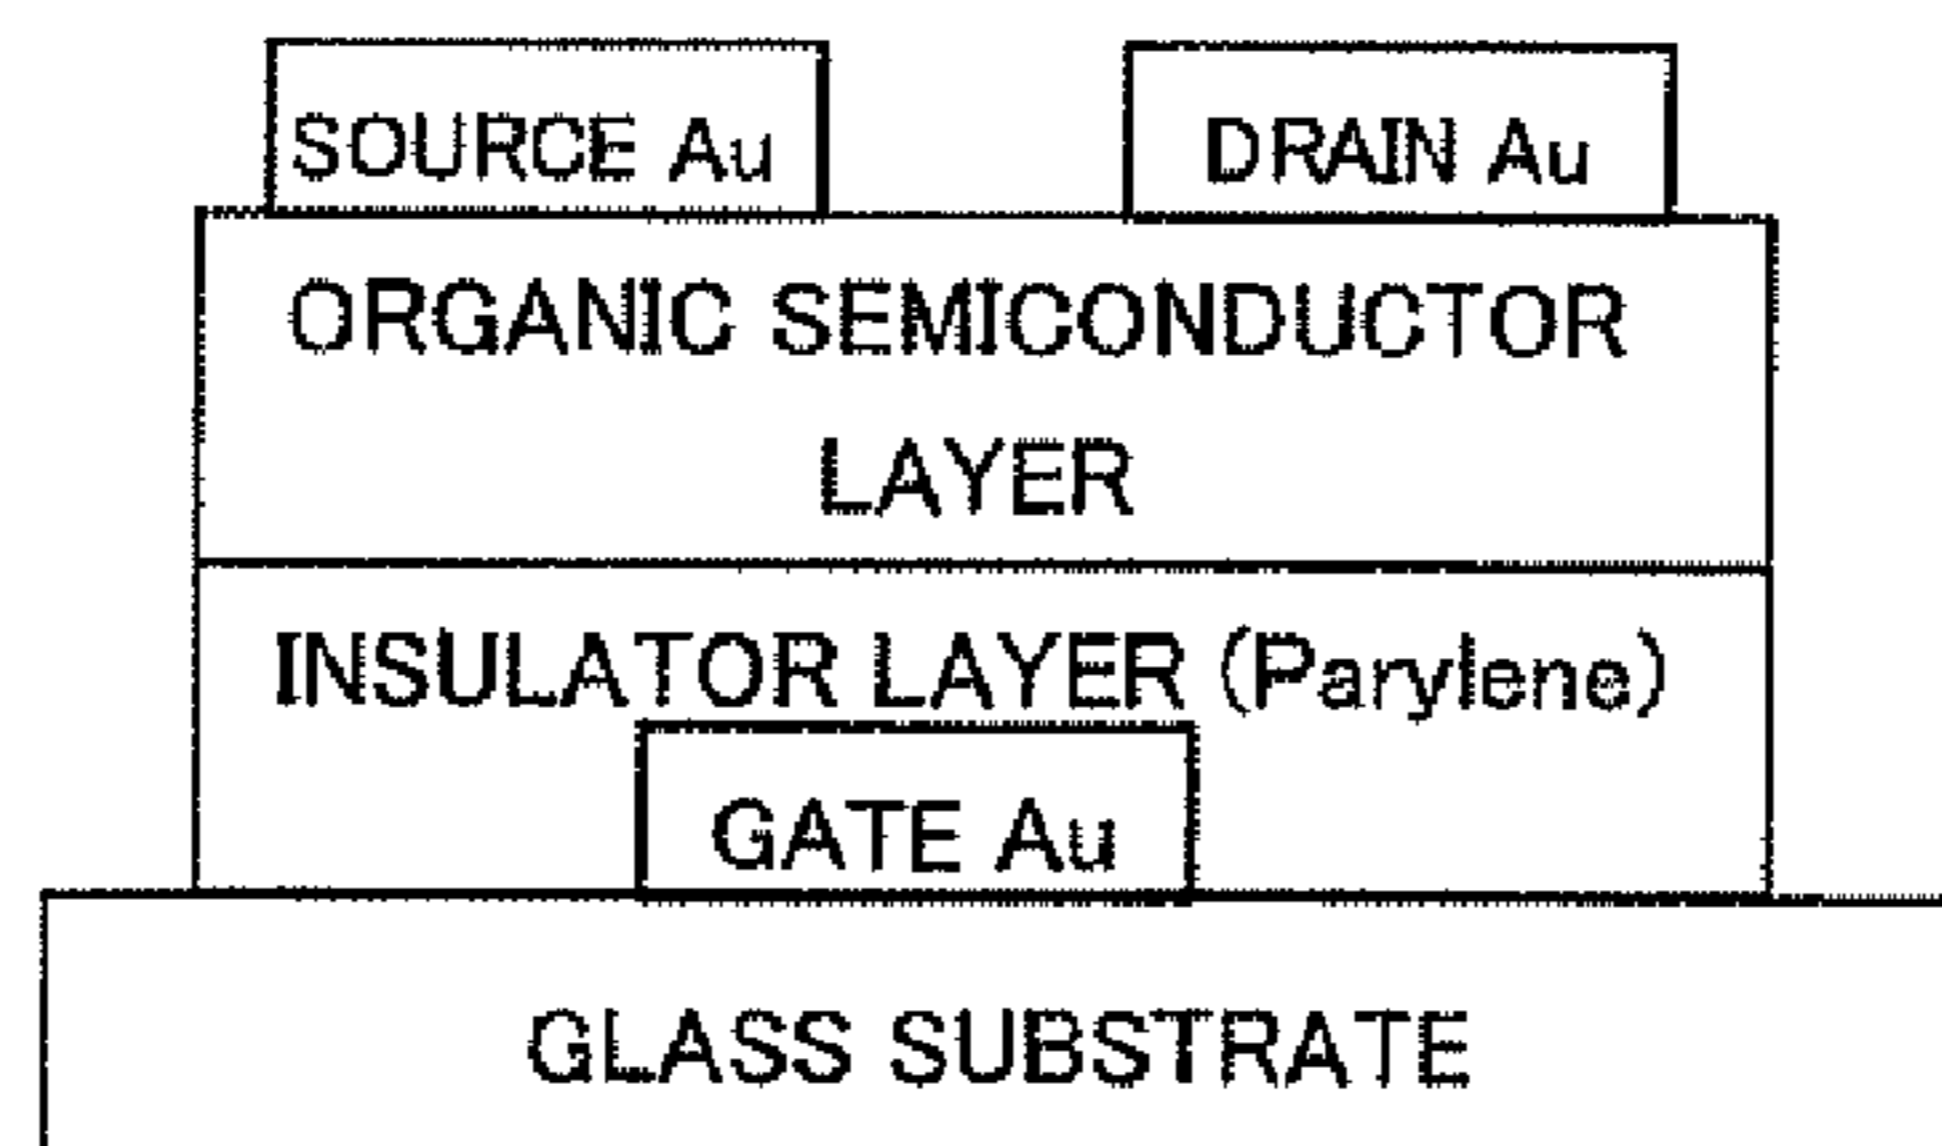 SOURCE Au
DRAIN Au
ORGANIC SEMICONDUCTOR
LAYER
INSULATOR LAYER (Parylene)
GATE Au
GLASS SUBSTRATE